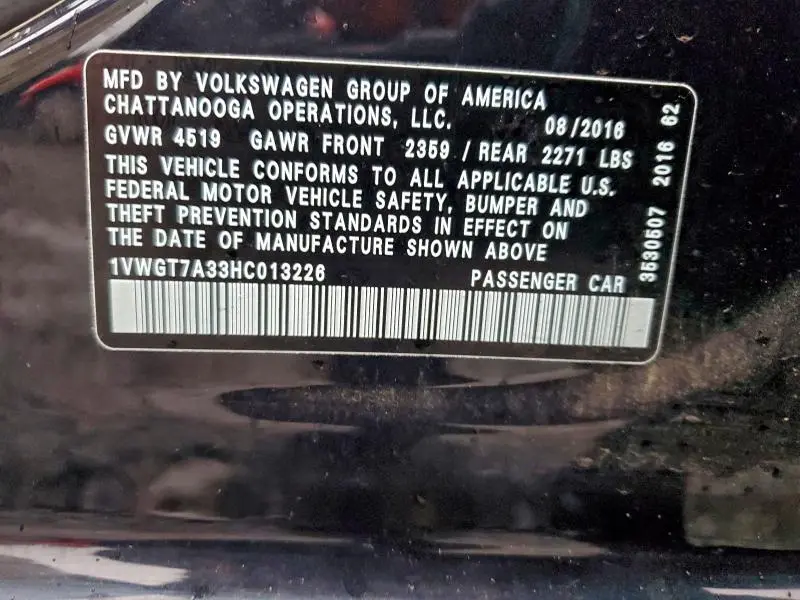 MFD BY VOLKSWAGEN GROUP OF AMERICA
CHATTANOOGA OPERATIONS, LLC. 08/2016
GVWR 4519 GAWR FRONT 2359 / REAR 2271 LBS
THIS VEHICLE CONFORMS TO ALL APPLICABLE U.S.
FEDERAL MOTOR VEHICLE SAFETY, BUMPER AND
THEFT PREVENTION STANDARDS IN EFFECT ON
THE DATE OF MANUFACTURE SHOWN ABOVE
1VWGT7A33HC013226 PASSENGER CAR
3530507 2016 62